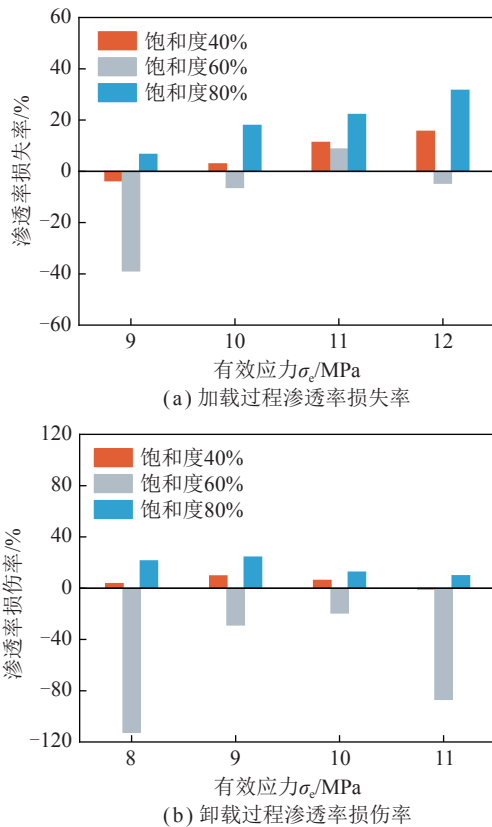 60
饱和度40%
40
饱和度60%
饱和度80%
20
0
−20
−40
−60
渗透率损失率/%
9 10 11 12
有效应力σe/MPa
(a) 加载过程渗透率损失率
120
饱和度40%
80
饱和度60%
饱和度80%
40
0
−40
−80
−120
渗透率损伤率/%
8 9 10 11
有效应力σe/MPa
(b) 卸载过程渗透率损伤率